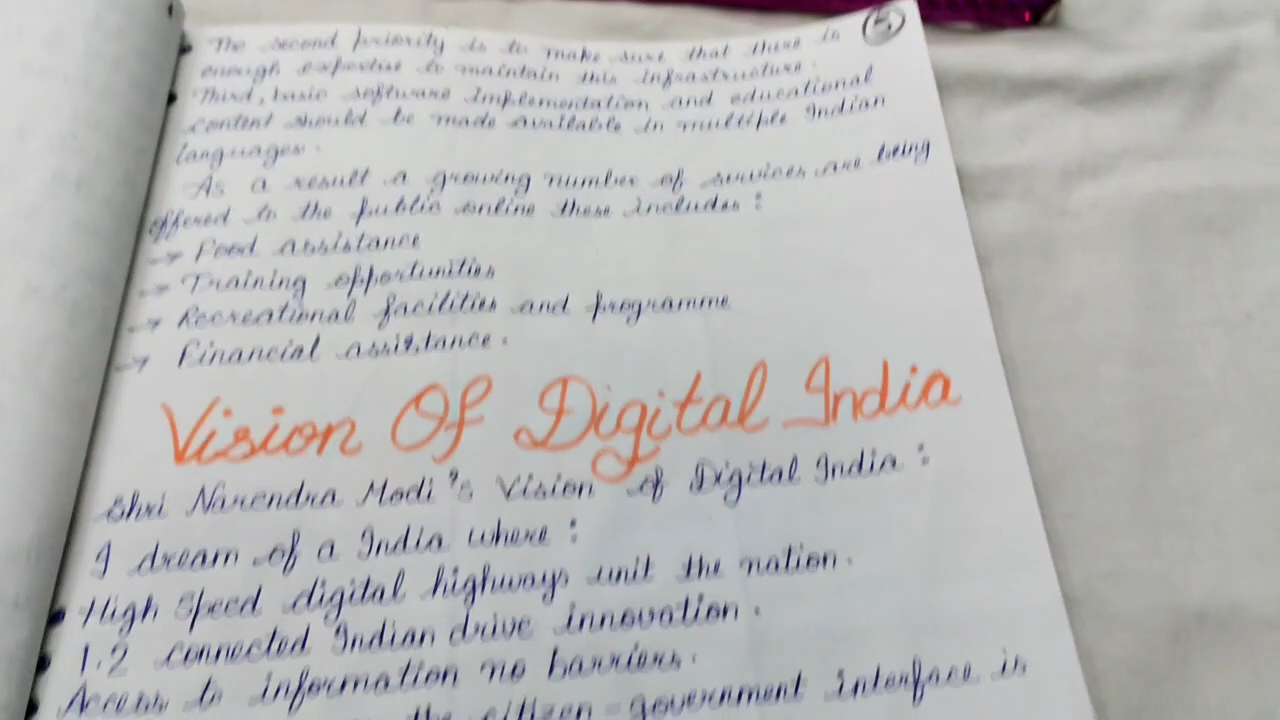 5
The second priority is to make sure that there is
enough expertise to maintain this infrastructure.
Third, basic software implementation and educational
content should be made available in multiple Indian
languages.
As a result a growing number of services are being
offered to the public online these includes :
→ Food assistance
→ Training opportunities
→ Recreational facilities and programme
→ Financial assistance.
Vision Of Digital India
Shri Narendra Modi's Vision of Digital India :
I dream of a India where :
High Speed digital highways unit the nation.
1.2 connected Indian drive innovation.
Access to information no barriers.
the citizen-government interface is